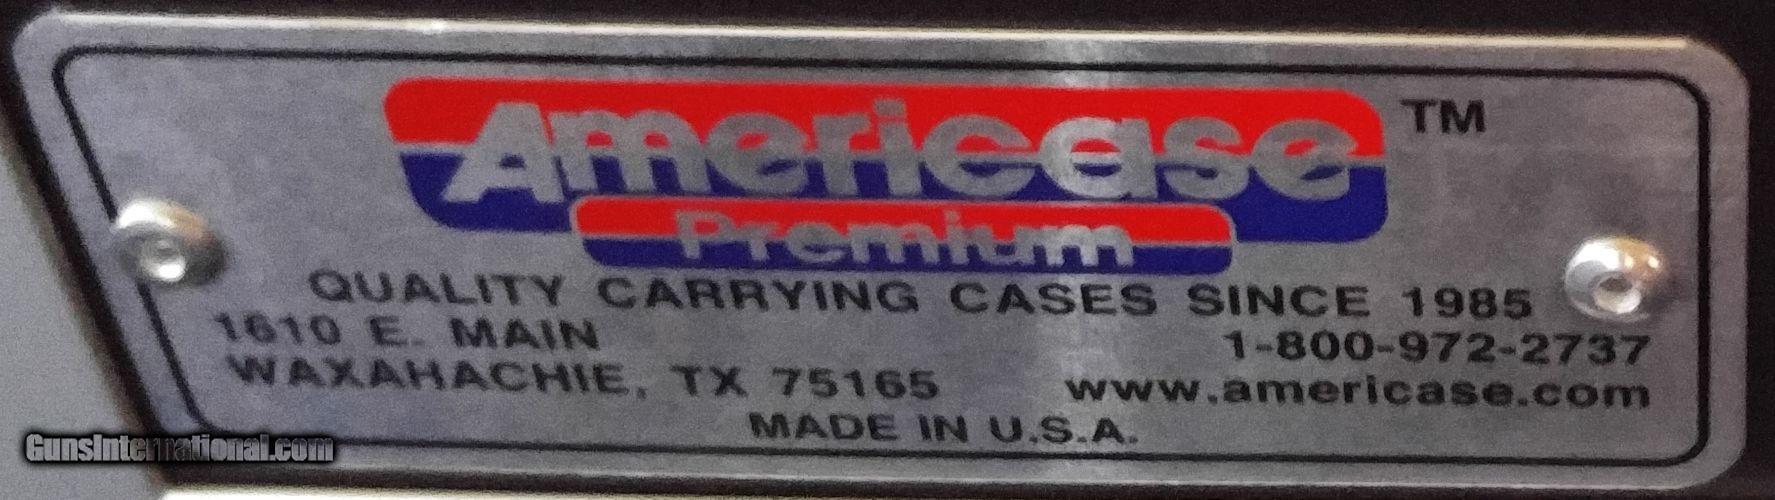 Americase TM
Premium
QUALITY CARRYING CASES SINCE 1985
1610 E. MAIN 1-800-972-2737
WAXAHACHIE, TX 75165 www.americase.com
MADE IN U.S.A.
GunsInternational.com